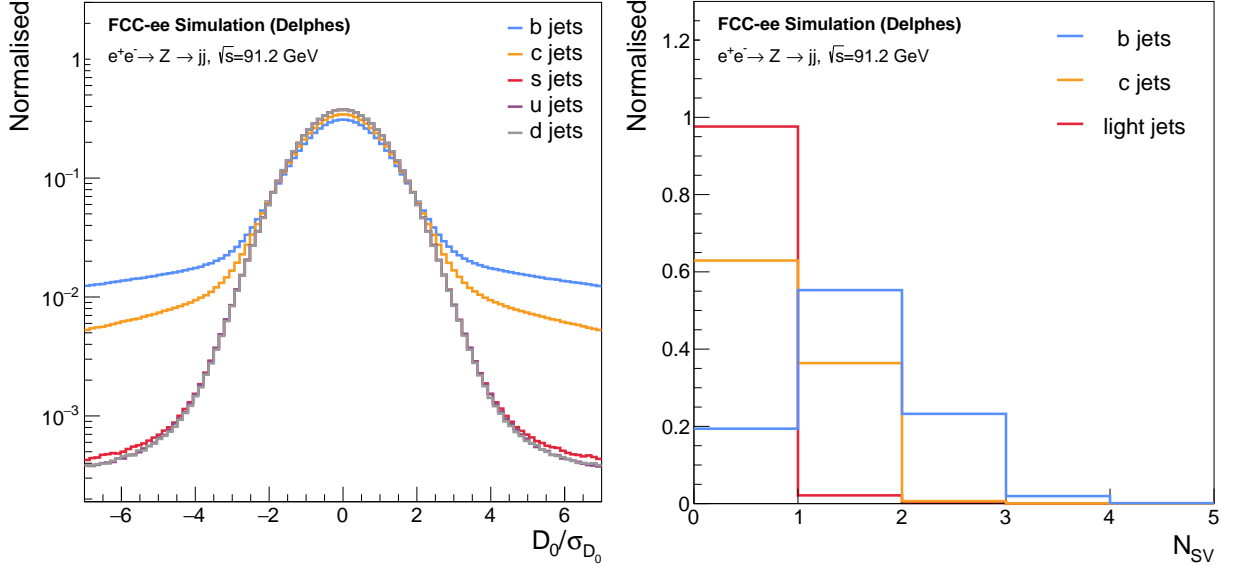 FCC-ee Simulation (Delphes)
e⁺e⁻→ Z → jj, √s=91.2 GeV
b jets
c jets
s jets
u jets
d jets
Normalised
1
10⁻¹
10⁻²
10⁻³
−6 −4 −2 0 2 4 6
D₀/σ_D₀
FCC-ee Simulation (Delphes)
e⁺e⁻→ Z → jj, √s=91.2 GeV
b jets
c jets
light jets
Normalised
1.2
1
0.8
0.6
0.4
0.2
0
0 1 2 3 4 5
N_SV